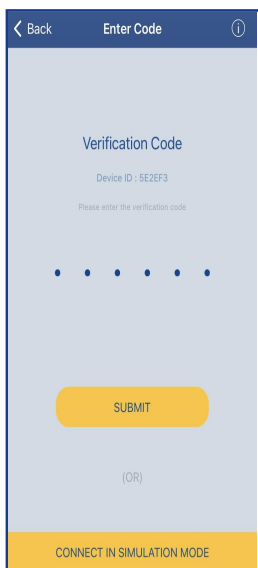 Back Enter Code
Verification Code
Device ID : 5E2EF3
Please enter the verification code
SUBMIT
(OR)
CONNECT IN SIMULATION MODE